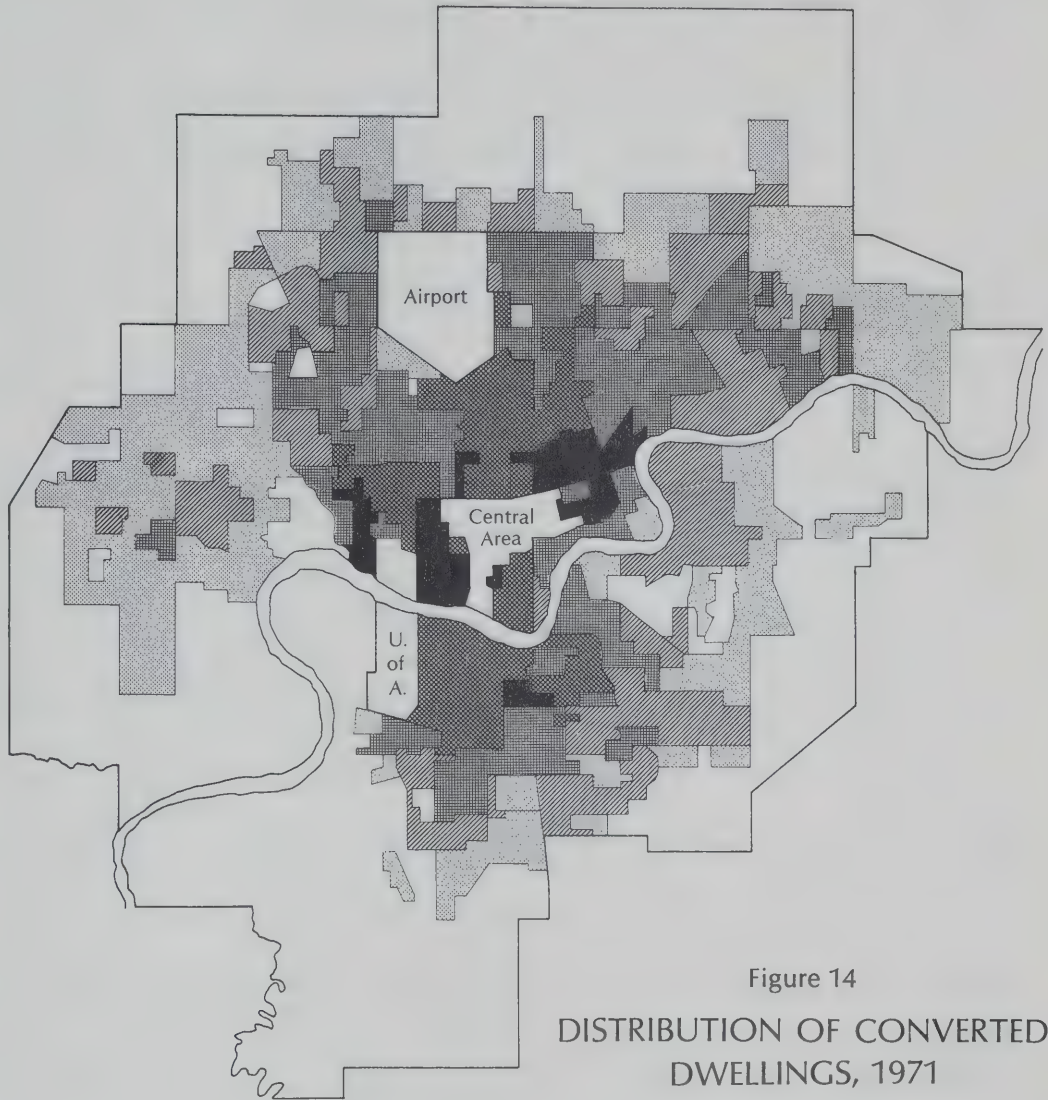 Airport
Central
Area
U.
of
A.
Figure 14
DISTRIBUTION OF CONVERTED
DWELLINGS, 1971